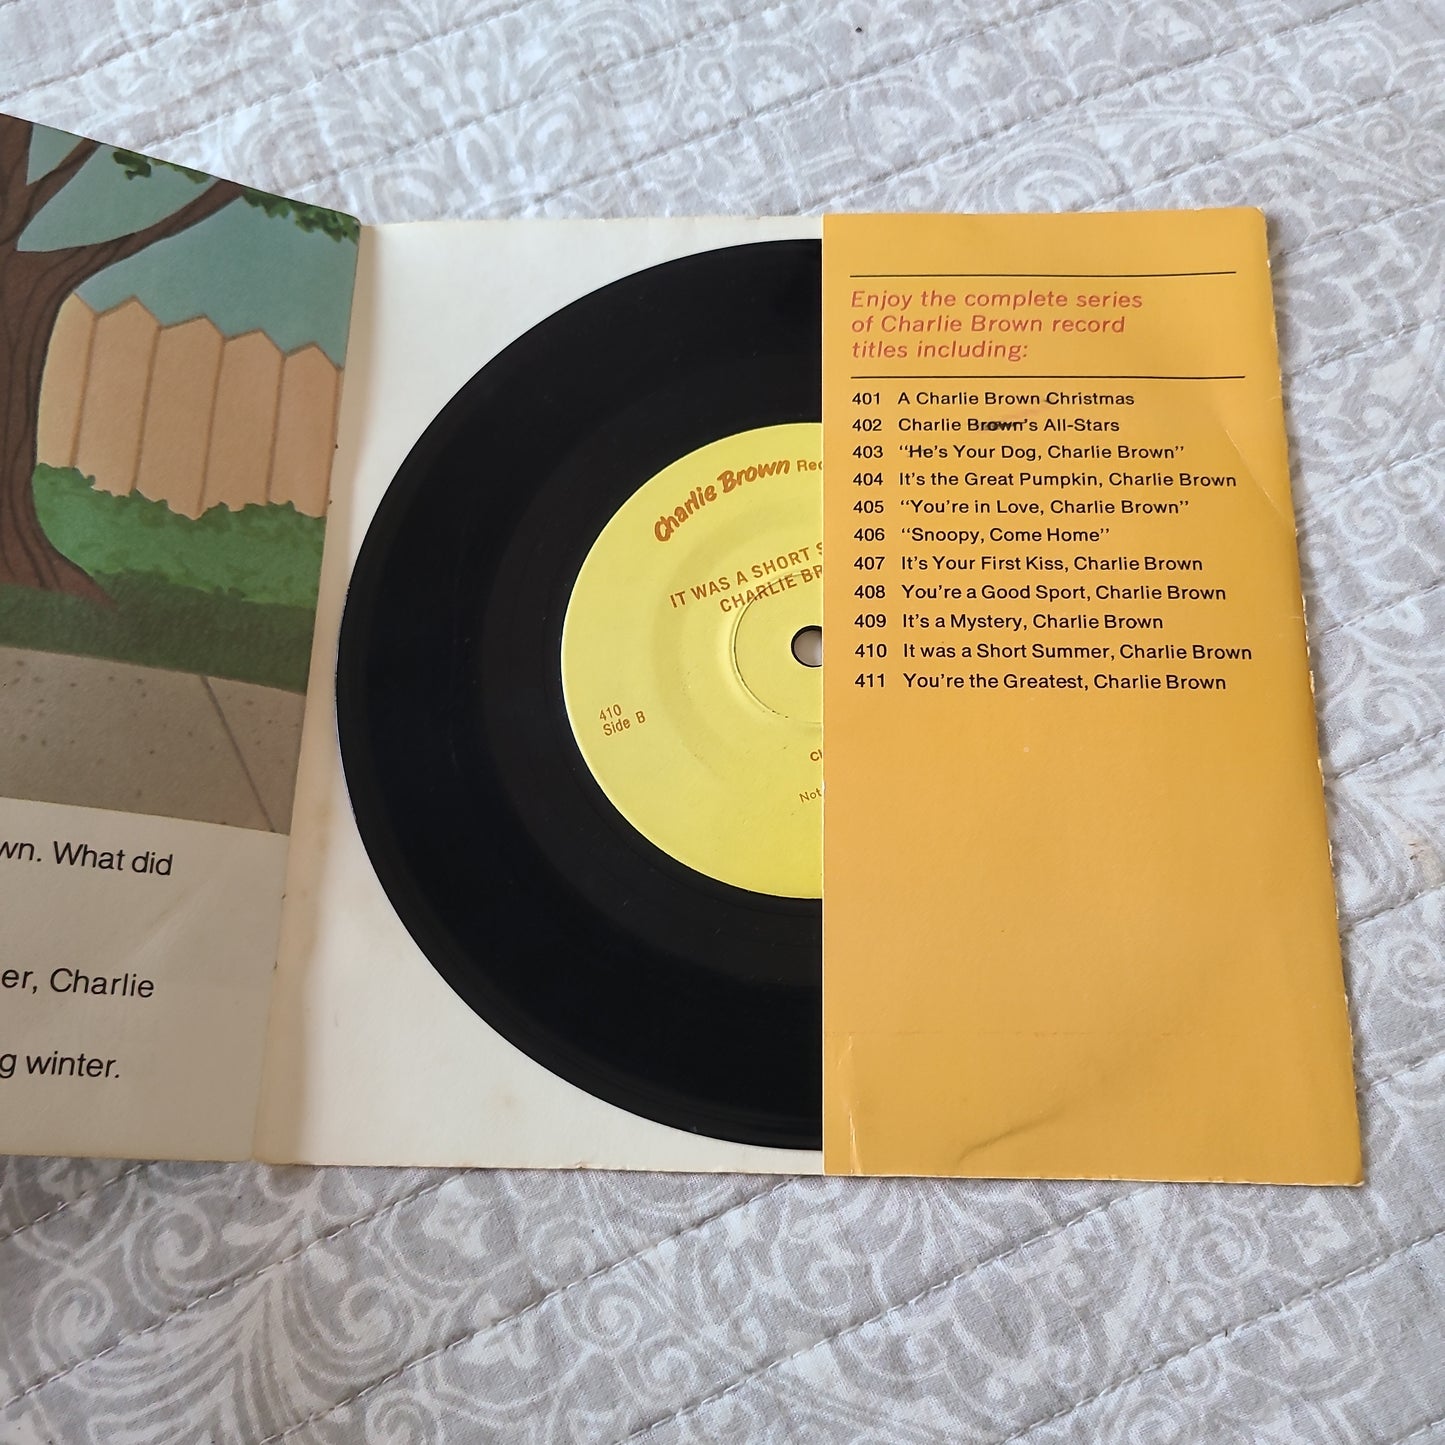 wn. What did
er, Charlie
g winter.
Charlie Brown Rec
IT WAS A SHORT S
CHARLIE BR
410
Side B
Not
Enjoy the complete series
of Charlie Brown record
titles including:
401 A Charlie Brown Christmas
402 Charlie Brown's All-Stars
403 "He's Your Dog, Charlie Brown"
404 It's the Great Pumpkin, Charlie Brown
405 "You're in Love, Charlie Brown"
406 "Snoopy, Come Home"
407 It's Your First Kiss, Charlie Brown
408 You're a Good Sport, Charlie Brown
409 It's a Mystery, Charlie Brown
410 It was a Short Summer, Charlie Brown
411 You're the Greatest, Charlie Brown